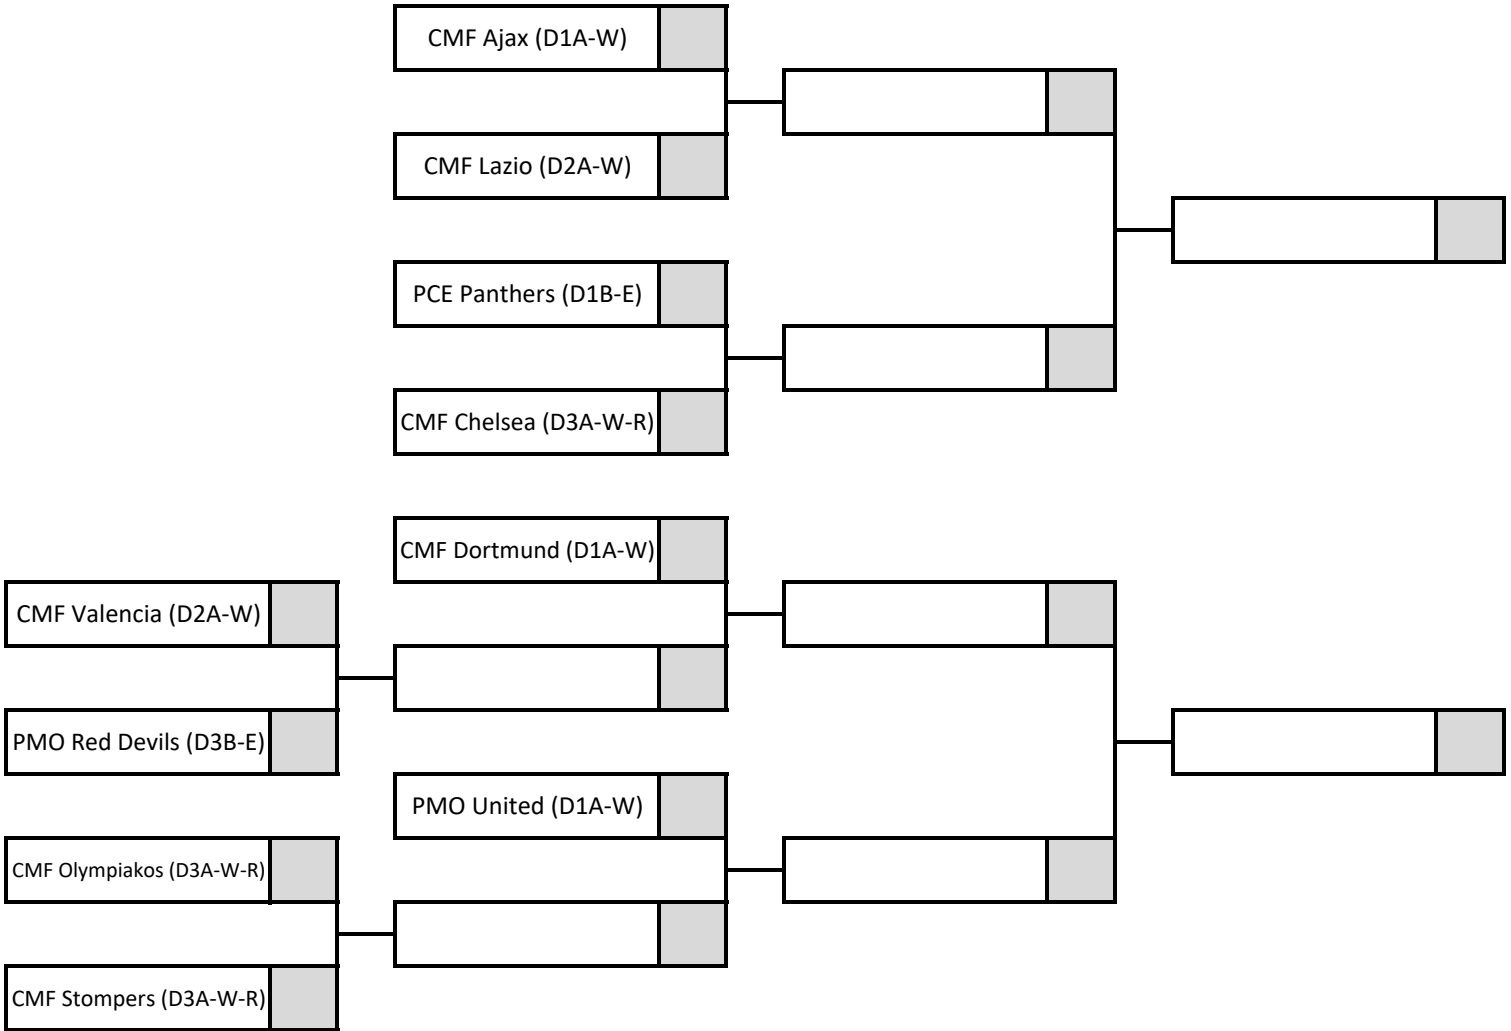 CMF Ajax (D1A-W)
CMF Lazio (D2A-W)
PCE Panthers (D1B-E)
CMF Chelsea (D3A-W-R)
CMF Dortmund (D1A-W)
CMF Valencia (D2A-W)
PMO Red Devils (D3B-E)
PMO United (D1A-W)
CMF Olympiakos (D3A-W-R)
CMF Stompers (D3A-W-R)